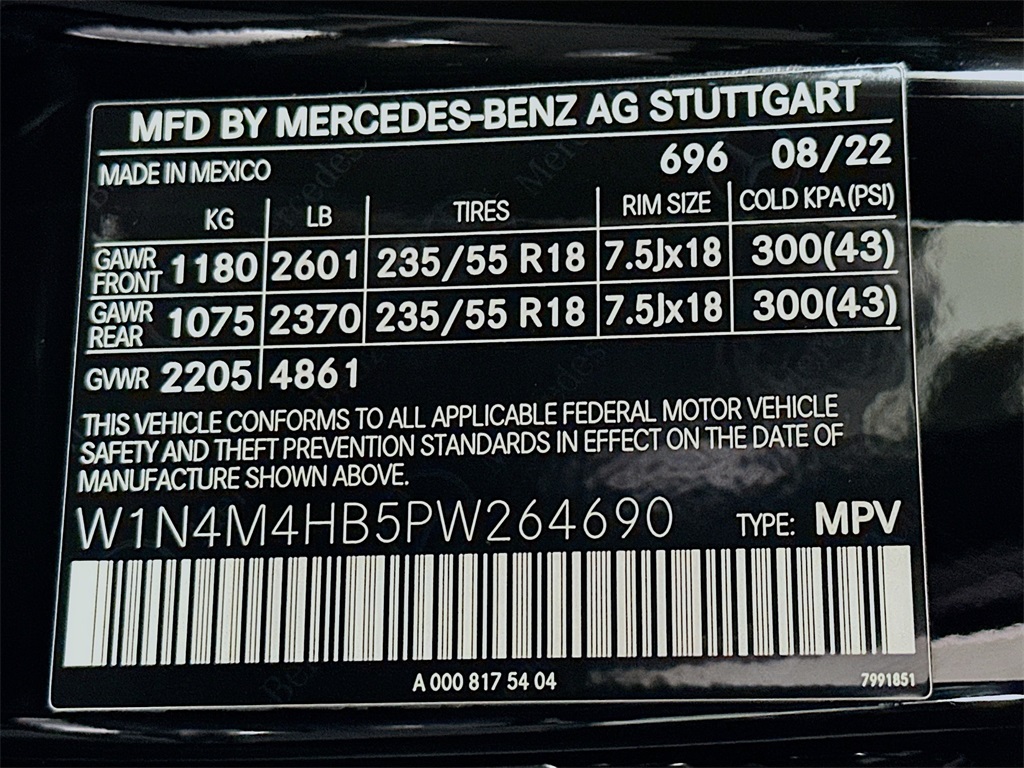 MFD BY MERCEDES-BENZ AG STUTTGART
MADE IN MEXICO 696 08/22
KG LB TIRES RIM SIZE COLD KPA (PSI)
GAWR FRONT 1180 2601 235/55 R18 7.5Jx18 300(43)
GAWR REAR 1075 2370 235/55 R18 7.5Jx18 300(43)
GVWR 2205 4861
THIS VEHICLE CONFORMS TO ALL APPLICABLE FEDERAL MOTOR VEHICLE
SAFETY AND THEFT PREVENTION STANDARDS IN EFFECT ON THE DATE OF
MANUFACTURE SHOWN ABOVE.
W1N4M4HB5PW264690 TYPE: MPV
A 000 817 54 04 7991851